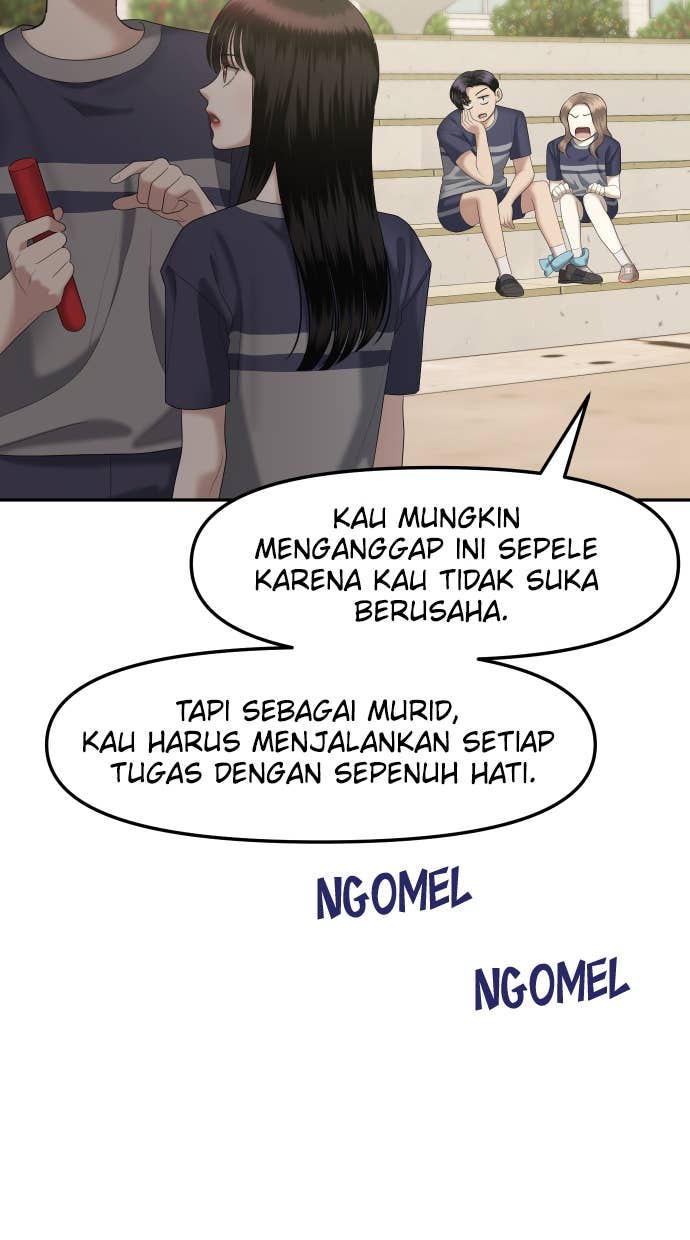 KAU MUNGKIN
MENGANGGAP INI SEPELE
KARENA KAU TIDAK SUKA
BERUSAHA.
TAPI SEBAGAI MURID,
KAU HARUS MENJALANKAN SETIAP
TUGAS DENGAN SEPENUH HATI.
NGOMEL
NGOMEL